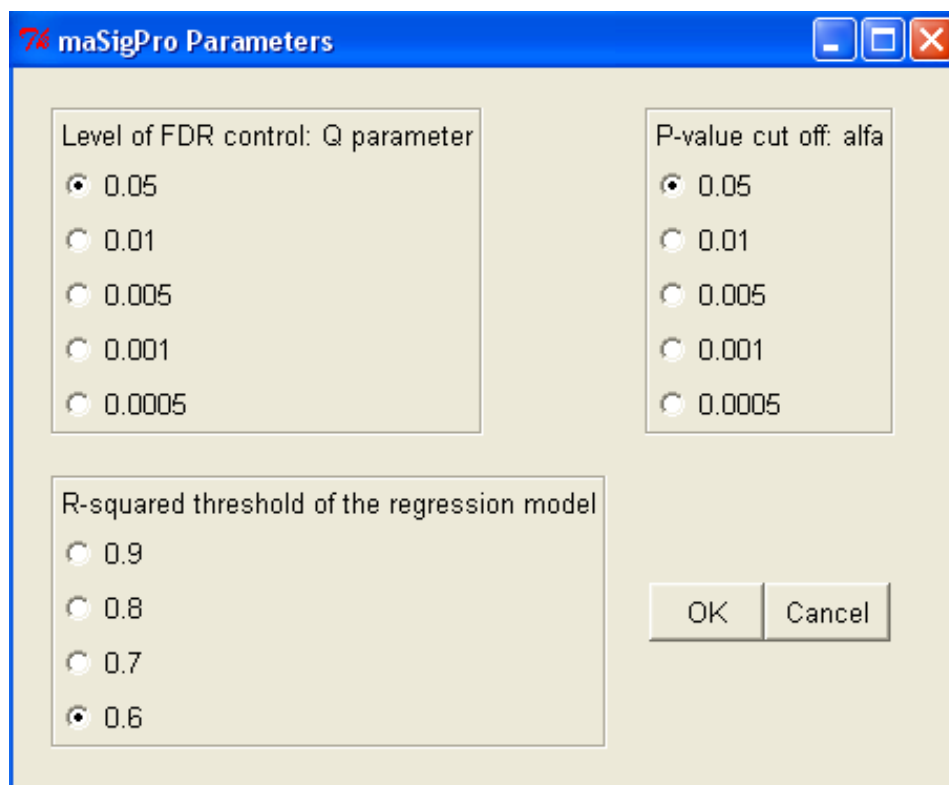 maSigPro Parameters
Level of FDR control: Q parameter
0.05
0.01
0.005
0.001
0.0005
P-value cut off: alfa
0.05
0.01
0.005
0.001
0.0005
R-squared threshold of the regression model
0.9
0.8
0.7
0.6
OK
Cancel